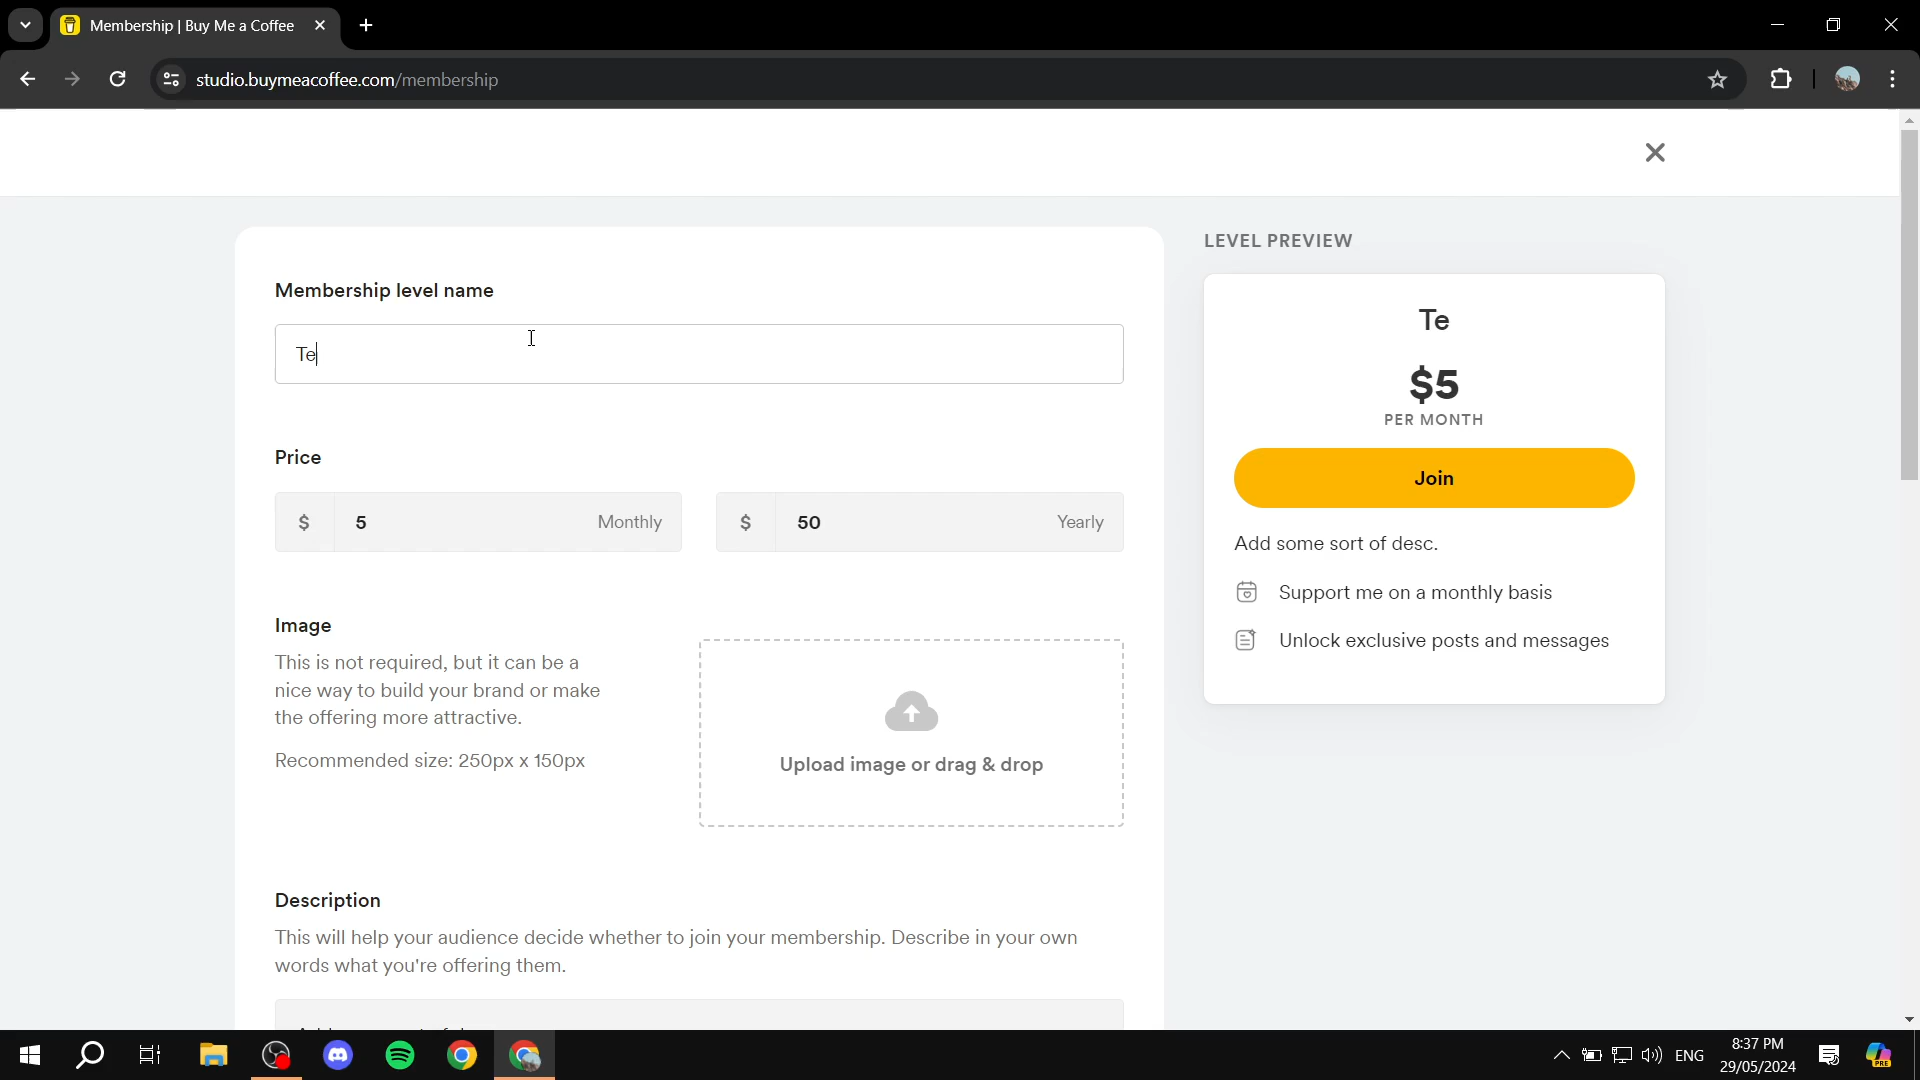 Membership | Buy Me a Coffee
studio.buymeacoffee.com/membership
Membership level name
Te
Price
$ 5 Monthly
$ 50 Yearly
Image
This is not required, but it can be a
nice way to build your brand or make
the offering more attractive.
Recommended size: 250px x 150px
Upload image or drag & drop
Description
This will help your audience decide whether to join your membership. Describe in your own
words what you're offering them.
LEVEL PREVIEW
Te
$5
PER MONTH
Join
Add some sort of desc.
Support me on a monthly basis
Unlock exclusive posts and messages
ENG
8:37 PM
29/05/2024
PRE